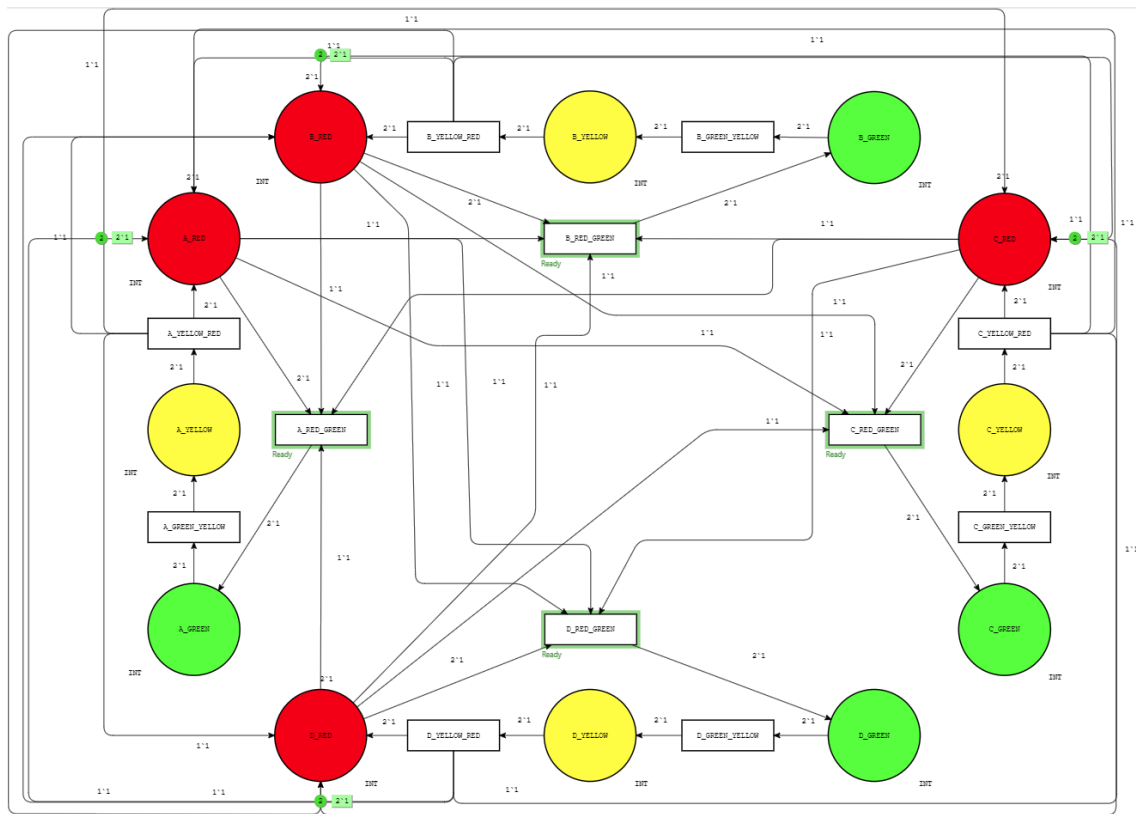 1`1 1`1
1`1 1`1
1`1 2 2`1
2`1
B_RED 2`1 B_YELLOW_RED 2`1 B_YELLOW 2`1 B_GREEN_YELLOW 2`1 B_GREEN
INT INT INT
2`1 2`1 2`1 2`1
1`1 2 2`1 A_RED 1`1 B_RED_GREEN C_RED 1`1 2 2`1
Ready
INT 1`1 INT
2`1 1`1 1`1 2`1
A_YELLOW_RED 1`1 1`1 C_YELLOW_RED
2`1 2`1 1`1 1`1 1`1 2`1 2`1
A_YELLOW A_RED_GREEN 1`1 C_RED_GREEN C_YELLOW
Ready Ready
INT INT
2`1 2`1
A_GREEN_YELLOW 2`1 2`1 C_GREEN_YELLOW
2`1 1`1 2`1 1`1
A_GREEN D_RED_GREEN C_GREEN
Ready
INT 2`1 2`1 2`1 INT
D_RED 2`1 D_YELLOW_RED 2`1 D_YELLOW 2`1 D_GREEN_YELLOW 2`1 D_GREEN
1`1
INT INT INT
1`1 1`1 2 2`1 1`1